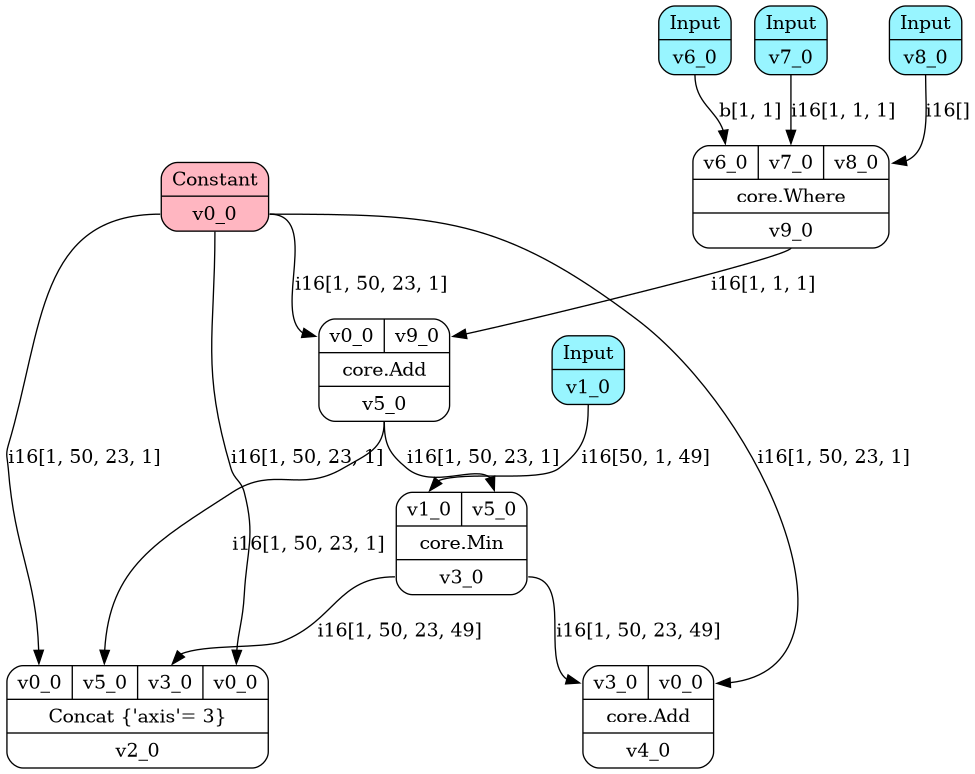 Input
v6_0
Input
v7_0
Input
v8_0
b[1, 1]
i16[1, 1, 1]
i16[]
v6_0 v7_0 v8_0
core.Where
v9_0
Constant
v0_0
i16[1, 50, 23, 1]
i16[1, 1, 1]
v0_0 v9_0
core.Add
v5_0
Input
v1_0
i16[1, 50, 23, 1]
i16[1, 50, 23, 1]
i16[1, 50, 23, 1]
i16[50, 1, 49]
i16[1, 50, 23, 1]
v1_0 v5_0
core.Min
v3_0
i16[1, 50, 23, 1]
i16[1, 50, 23, 49]
i16[1, 50, 23, 49]
v0_0 v5_0 v3_0 v0_0
Concat {'axis'= 3}
v2_0
v3_0 v0_0
core.Add
v4_0